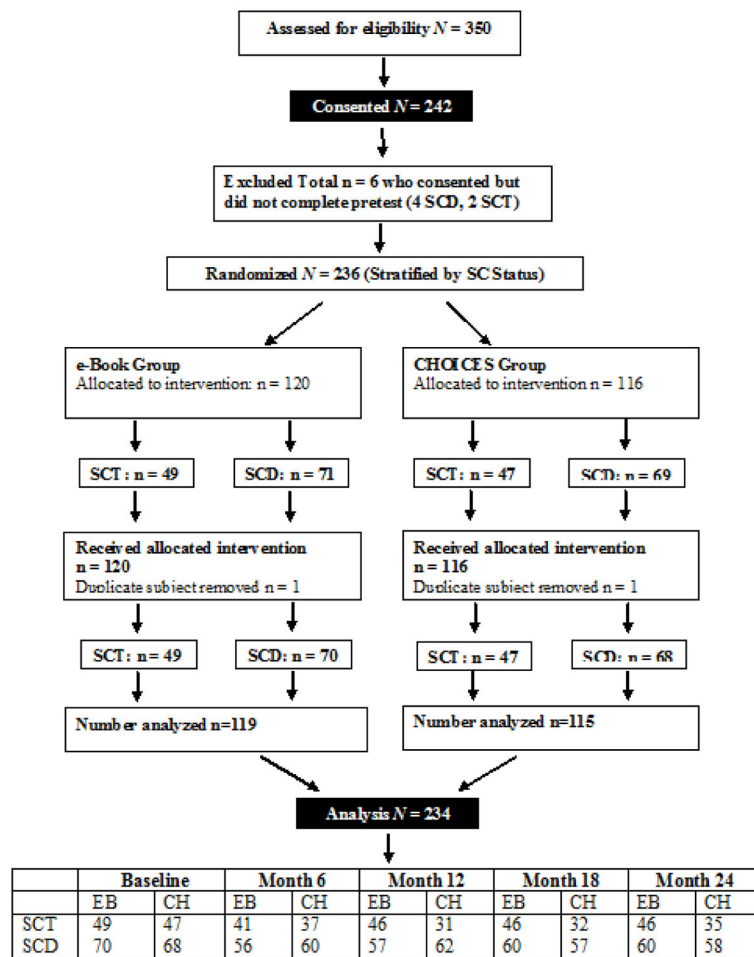 Assessed for eligibility N = 350
Consented N = 242
Excluded Total n = 6 who consented but
did not complete pretest (4 SCD, 2 SCT)
Randomized N = 236 (Stratified by SC Status)
e-Book Group
Allocated to intervention: n = 120
CHOICES Group
Allocated to intervention n = 116
SCT: n = 49
SCD: n = 71
SCT: n = 47
SCD: n = 69
Received allocated intervention
n = 120
Duplicate subject removed n = 1
Received allocated intervention
n = 116
Duplicate subject removed n = 1
SCT: n = 49
SCD: n = 70
SCT: n = 47
SCD: n = 68
Number analyzed n=119
Number analyzed n=115
Analysis N = 234
Baseline Month 6 Month 12 Month 18 Month 24
EB CH EB CH EB CH EB CH EB CH
SCT 49 47 41 37 46 31 46 32 46 35
SCD 70 68 56 60 57 62 60 57 60 58